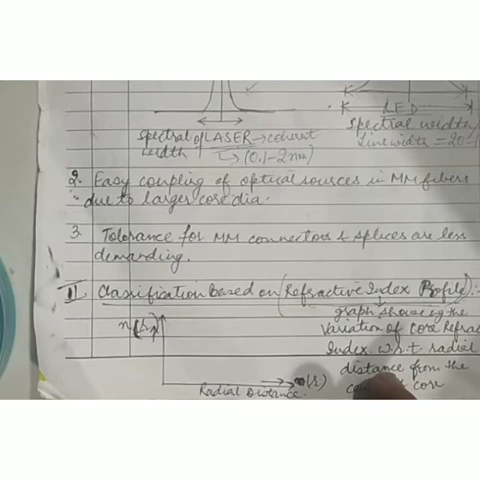 LED
Spectral of LASER → coherent
width ↳ (0.1-2nm)
Spectral width/
Linewidth = 20-
2. Easy coupling of optical sources in MM fibers
∴ due to larger core dia.
3. Tolerance for MM connectors & splices are less
demanding.
II. Classification based on (Refractive Index Profile):-
graph showing the
variation of core Refrac
Index w.r.t radial
distance from the
core
n(r)
Radial Distance → (r)